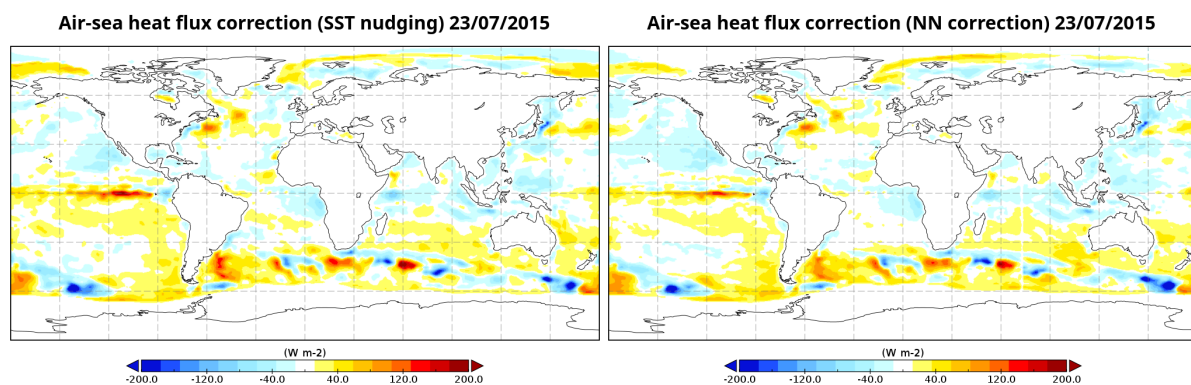 Air-sea heat flux correction (SST nudging) 23/07/2015
Air-sea heat flux correction (NN correction) 23/07/2015
(W m-2)
-200.0 -120.0 -40.0 40.0 120.0 200.0
(W m-2)
-200.0 -120.0 -40.0 40.0 120.0 200.0